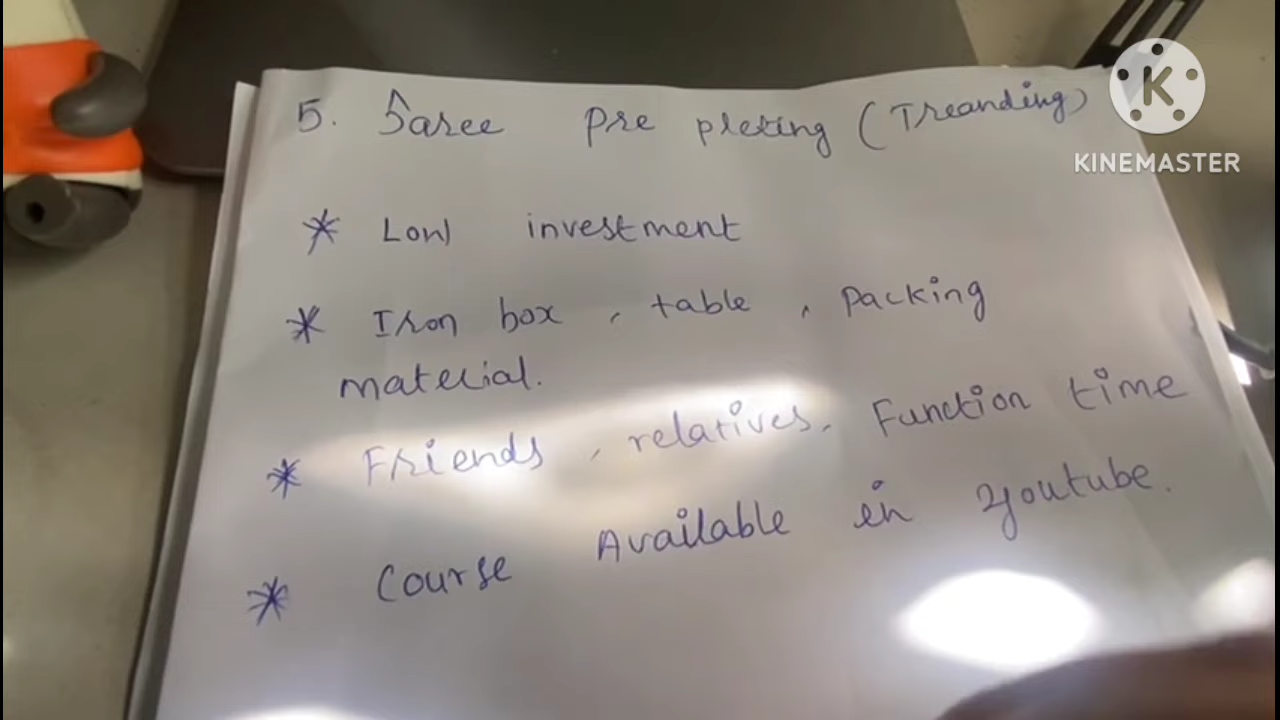 5. Saree Pre pleting (Treanding)
* Low investment
* Iron box, table, packing
material.
* Friends, relatives, Function time
* Course Available in Youtube.
K
KINEMASTER